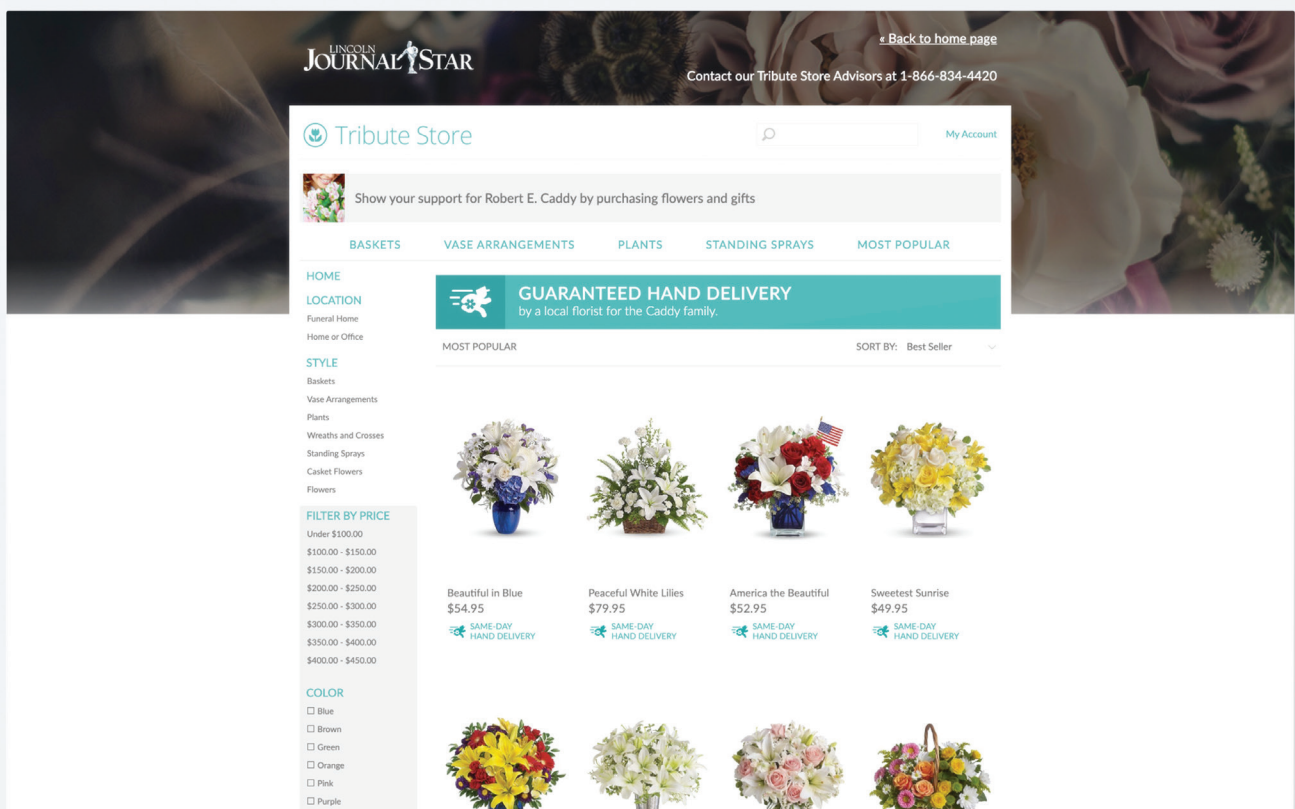 LINCOLN
JOURNAL STAR
« Back to home page
Contact our Tribute Store Advisors at 1-866-834-4420
Tribute Store
My Account
Show your support for Robert E. Caddy by purchasing flowers and gifts
BASKETS VASE ARRANGEMENTS PLANTS STANDING SPRAYS MOST POPULAR
HOME
LOCATION
Funeral Home
Home or Office
STYLE
Baskets
Vase Arrangements
Plants
Wreaths and Crosses
Standing Sprays
Casket Flowers
Flowers
FILTER BY PRICE
Under $100.00
$100.00 - $150.00
$150.00 - $200.00
$200.00 - $250.00
$250.00 - $300.00
$300.00 - $350.00
$350.00 - $400.00
$400.00 - $450.00
COLOR
Blue
Brown
Green
Orange
Pink
Purple
GUARANTEED HAND DELIVERY
by a local florist for the Caddy family.
MOST POPULAR
SORT BY: Best Seller
Beautiful in Blue
$54.95
SAME-DAY
HAND DELIVERY
Peaceful White Lilies
$79.95
SAME-DAY
HAND DELIVERY
America the Beautiful
$52.95
SAME-DAY
HAND DELIVERY
Sweetest Sunrise
$49.95
SAME-DAY
HAND DELIVERY